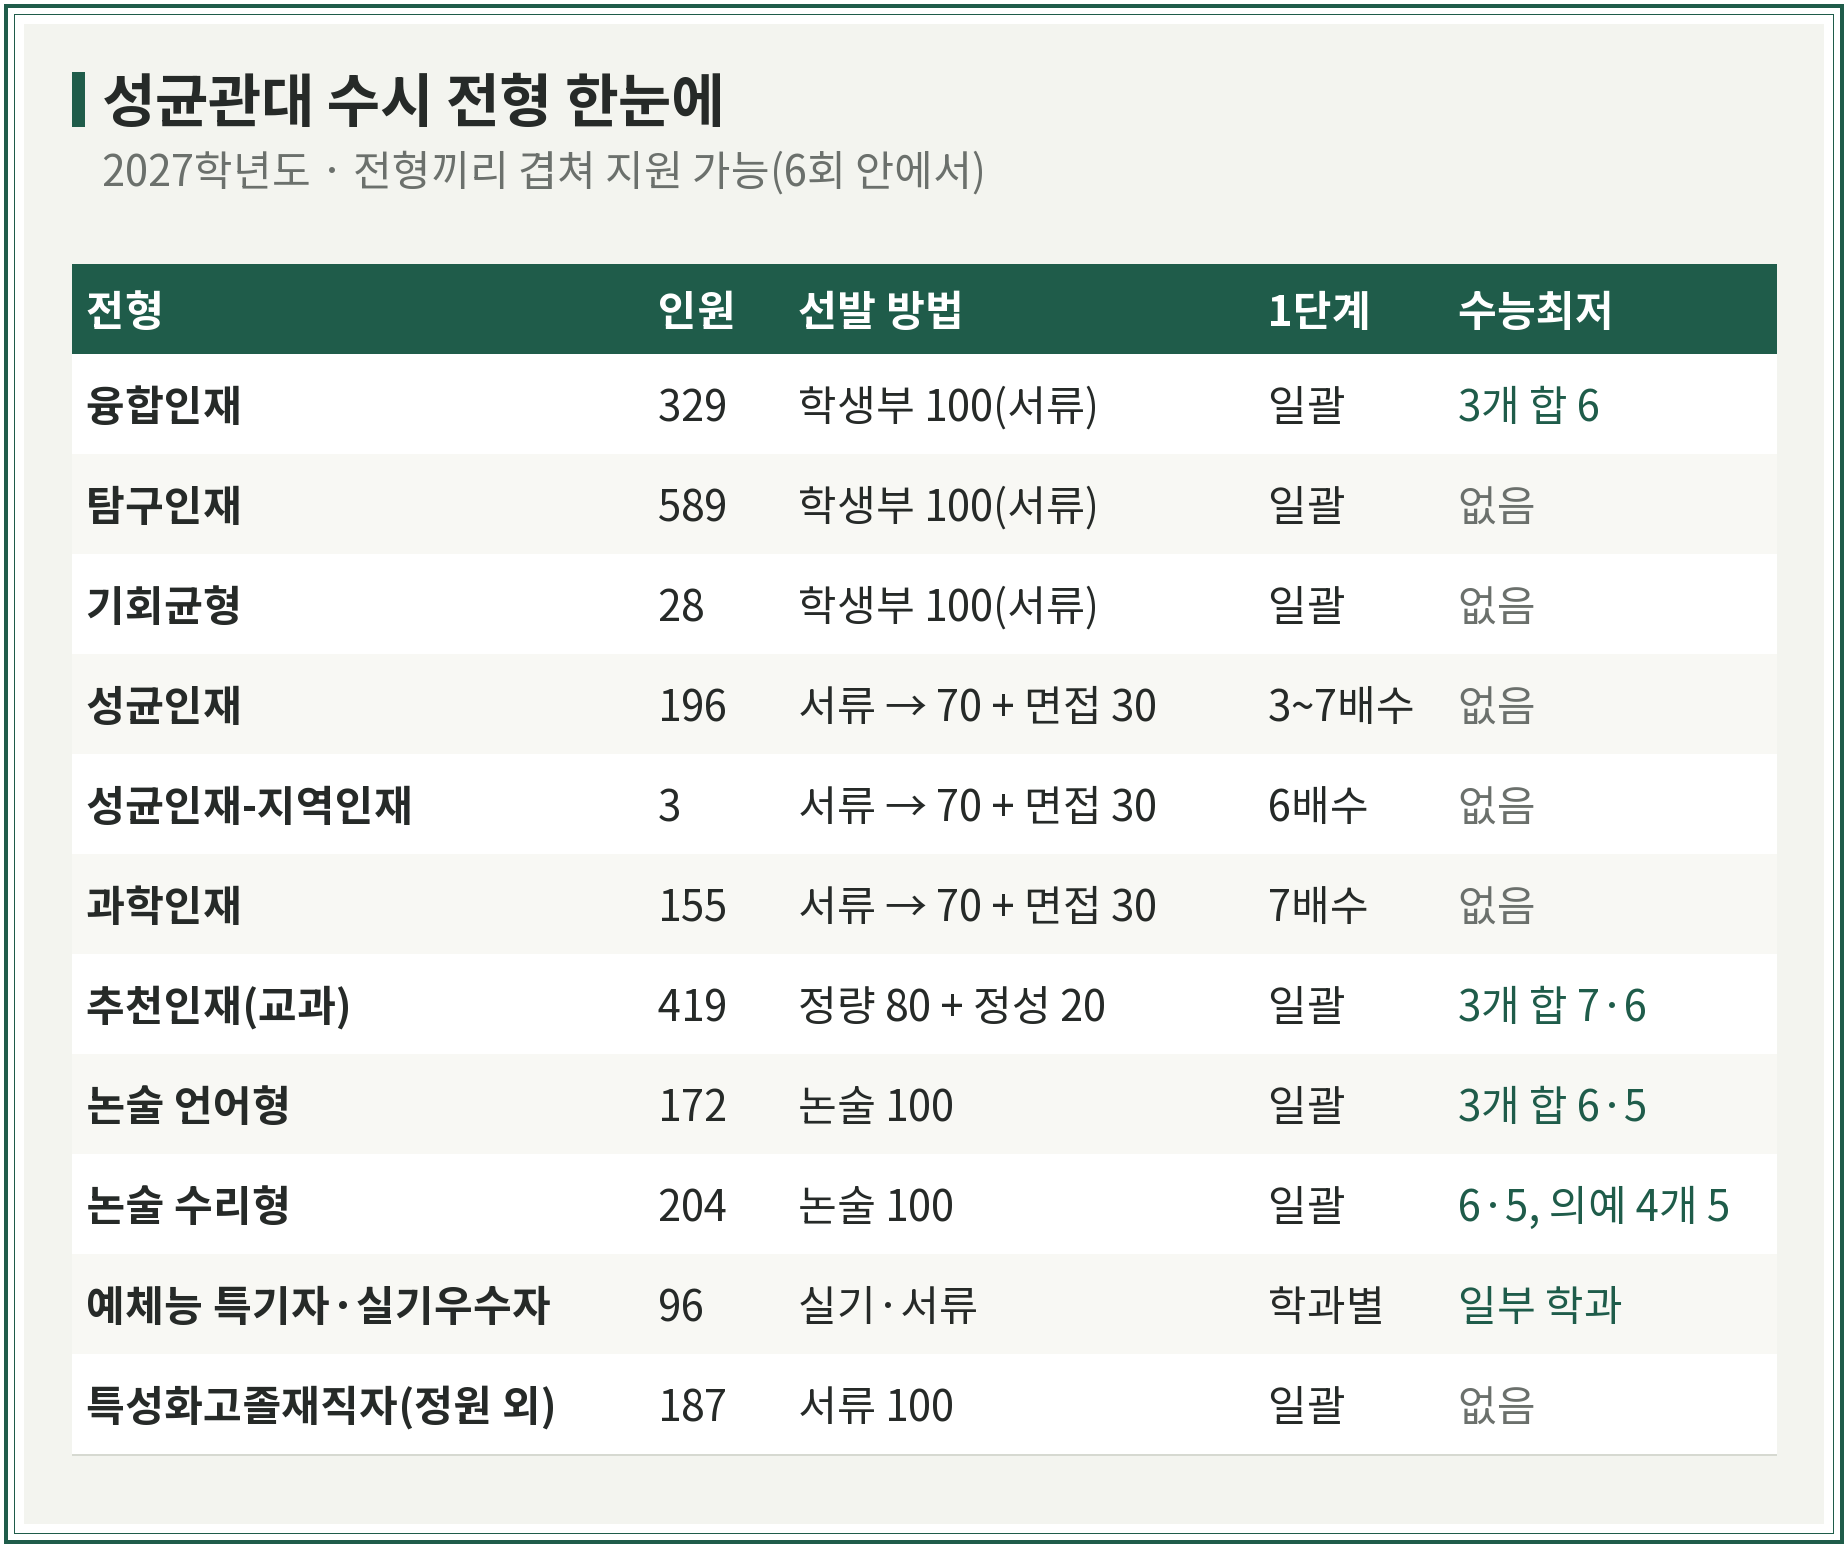 성균관대 수시 전형 한눈에
2027학년도 · 전형끼리 겹쳐 지원 가능(6회 안에서)
전형 인원 선발 방법 1단계 수능최저
융합인재 329 학생부 100(서류) 일괄 3개 합 6
탐구인재 589 학생부 100(서류) 일괄 없음
기회균형 28 학생부 100(서류) 일괄 없음
성균인재 196 서류 → 70 + 면접 30 3~7배수 없음
성균인재-지역인재 3 서류 → 70 + 면접 30 6배수 없음
과학인재 155 서류 → 70 + 면접 30 7배수 없음
추천인재(교과) 419 정량 80 + 정성 20 일괄 3개 합 7·6
논술 언어형 172 논술 100 일괄 3개 합 6·5
논술 수리형 204 논술 100 일괄 6·5, 의예 4개 5
예체능 특기자·실기우수자 96 실기·서류 학과별 일부 학과
특성화고졸재직자(정원 외) 187 서류 100 일괄 없음